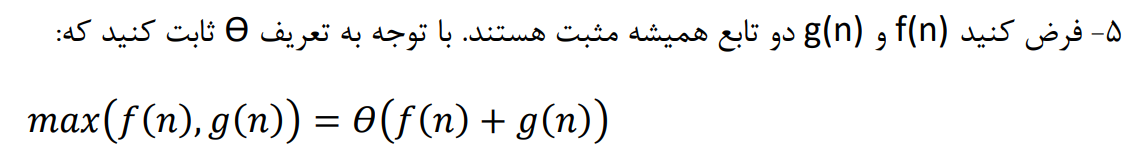 ۵- فرض کنید f(n) و g(n) دو تابع همیشه مثبت هستند. با توجه به تعریف Ө ثابت کنید که:
max(f(n), g(n)) = θ(f(n) + g(n))